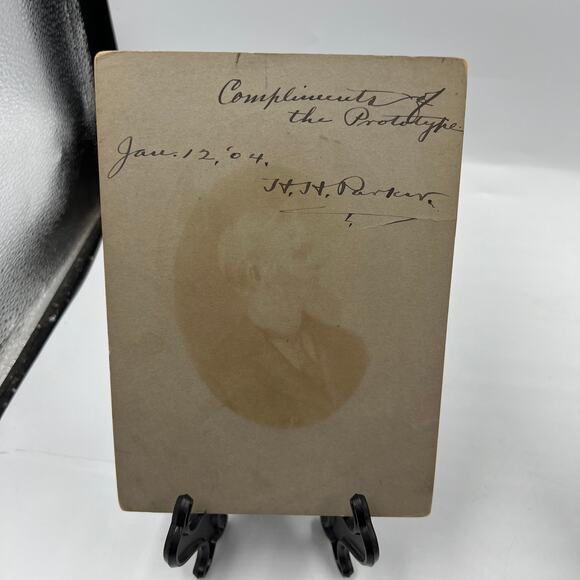 Compliments of
the Prototype.
Jan. 12, '04.
H. H. Parker.